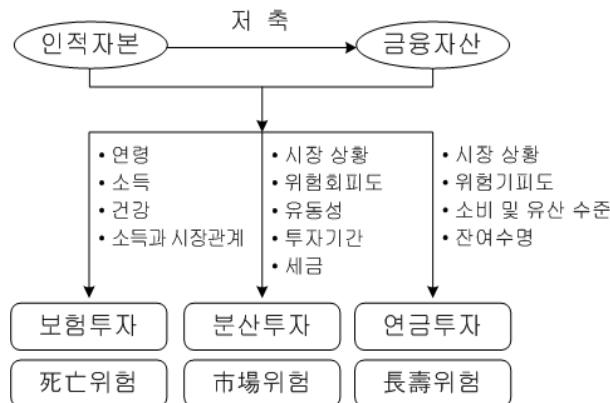 저 축
인적자본
금융자산
• 연령
• 소득
• 건강
• 소득과 시장관계
• 시장 상황
• 위험회피도
• 유동성
• 투자기간
• 세금
• 시장 상황
• 위험기피도
• 소비 및 유산 수준
• 잔여수명
보험투자
분산투자
연금투자
死亡위험
市場위험
長壽위험